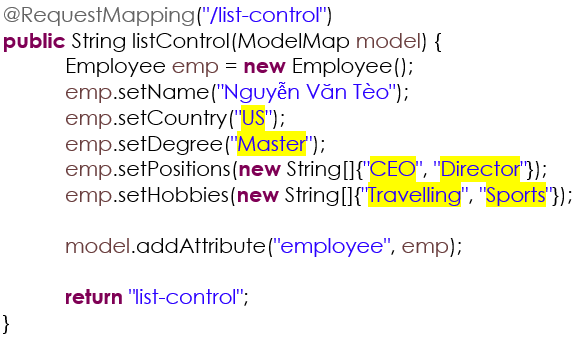 @RequestMapping("/list-control")
public String listControl(ModelMap model) {
Employee emp = new Employee();
emp.setName("Nguyễn Văn Tèo");
emp.setCountry("US");
emp.setDegree("Master");
emp.setPositions(new String[]{"CEO", "Director"});
emp.setHobbies(new String[]{"Travelling", "Sports"});
model.addAttribute("employee", emp);
return "list-control";
}